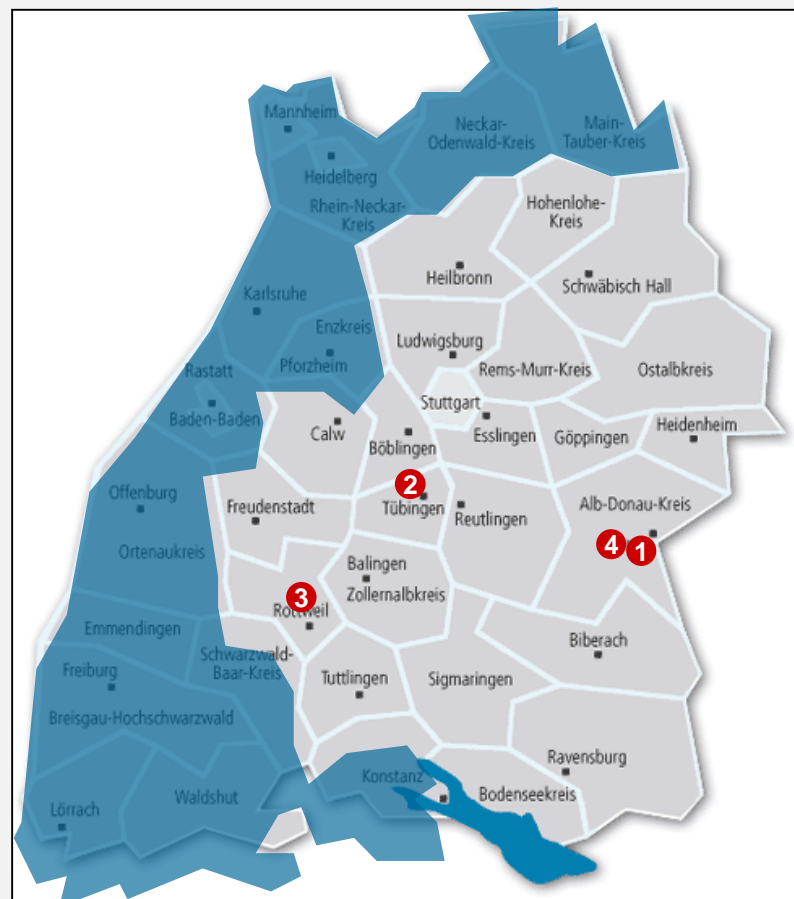 Mannheim
Neckar-
Odenwald-Kreis
Main-
Tauber-Kreis
Heidelberg
Rhein-Neckar-
Kreis
Hohenlohe-
Kreis
Heilbronn
Schwäbisch Hall
Karlsruhe
Enzkreis
Pforzheim
Ludwigsburg
Rems-Murr-Kreis
Ostalbkreis
Rastatt
Baden-Baden
Stuttgart
Calw
Böblingen
Esslingen
Göppingen
Heidenheim
Offenburg
Freudenstadt
2
Tübingen
Reutlingen
Alb-Donau-Kreis
4
1
Ortenaukreis
Balingen
Zollernalbkreis
3
Rottweil
Emmendingen
Schwarzwald-
Baar-Kreis
Biberach
Freiburg
Tuttlingen
Sigmaringen
Breisgau-Hochschwarzwald
Ravensburg
Konstanz
Bodenseekreis
Waldshut
Lörrach